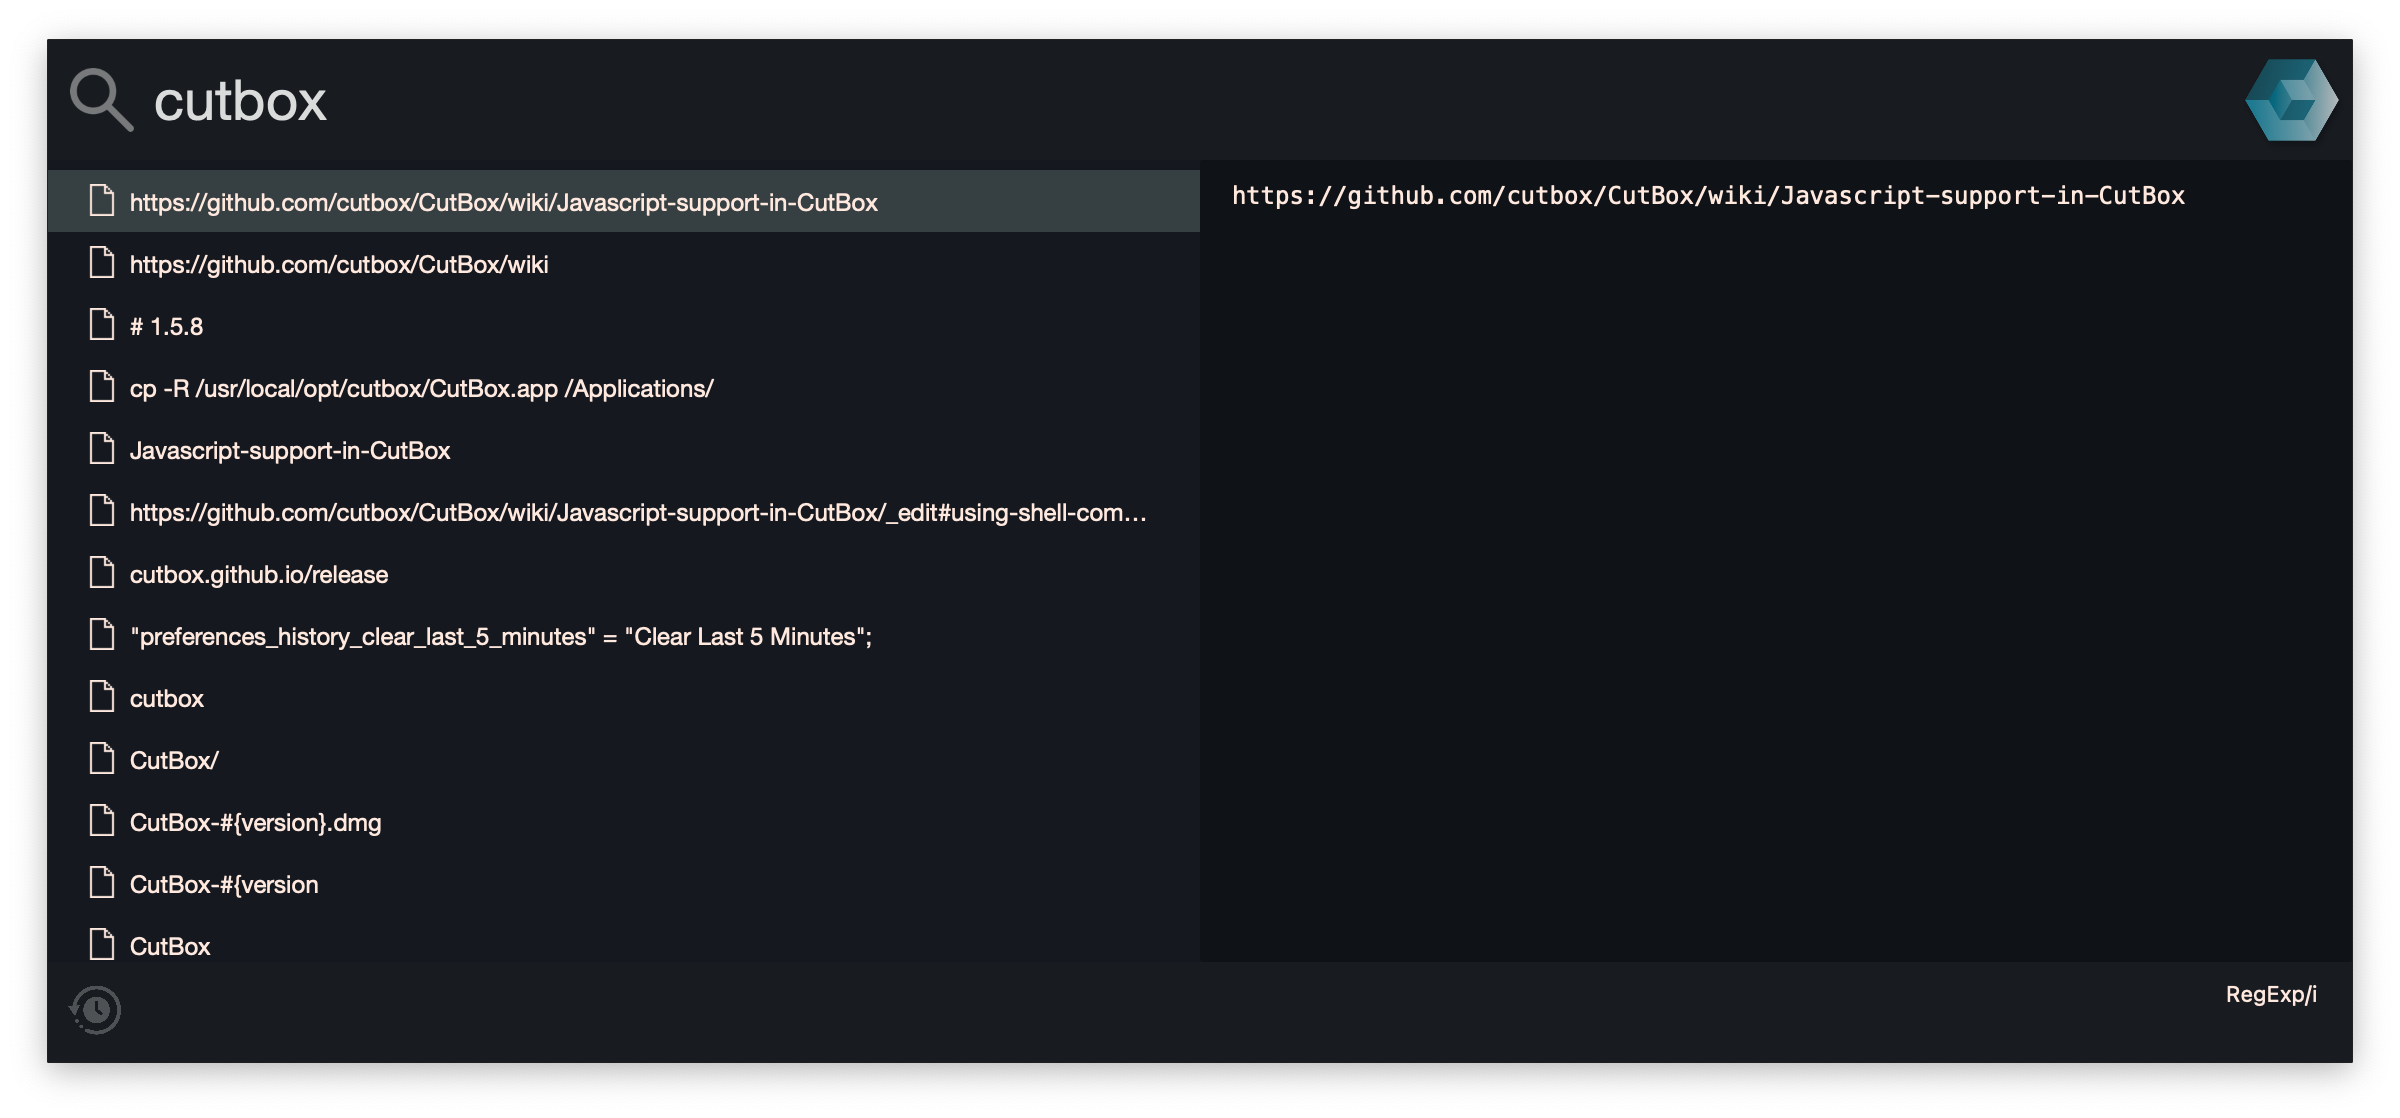 cutbox
https://github.com/cutbox/CutBox/wiki/Javascript-support-in-CutBox
https://github.com/cutbox/CutBox/wiki
# 1.5.8
cp -R /usr/local/opt/cutbox/CutBox.app /Applications/
Javascript-support-in-CutBox
https://github.com/cutbox/CutBox/wiki/Javascript-support-in-CutBox/_edit#using-shell-com...
cutbox.github.io/release
"preferences_history_clear_last_5_minutes" = "Clear Last 5 Minutes";
cutbox
CutBox/
CutBox-#{version}.dmg
CutBox-#{version
CutBox
https://github.com/cutbox/CutBox/wiki/Javascript-support-in-CutBox
RegExp/i